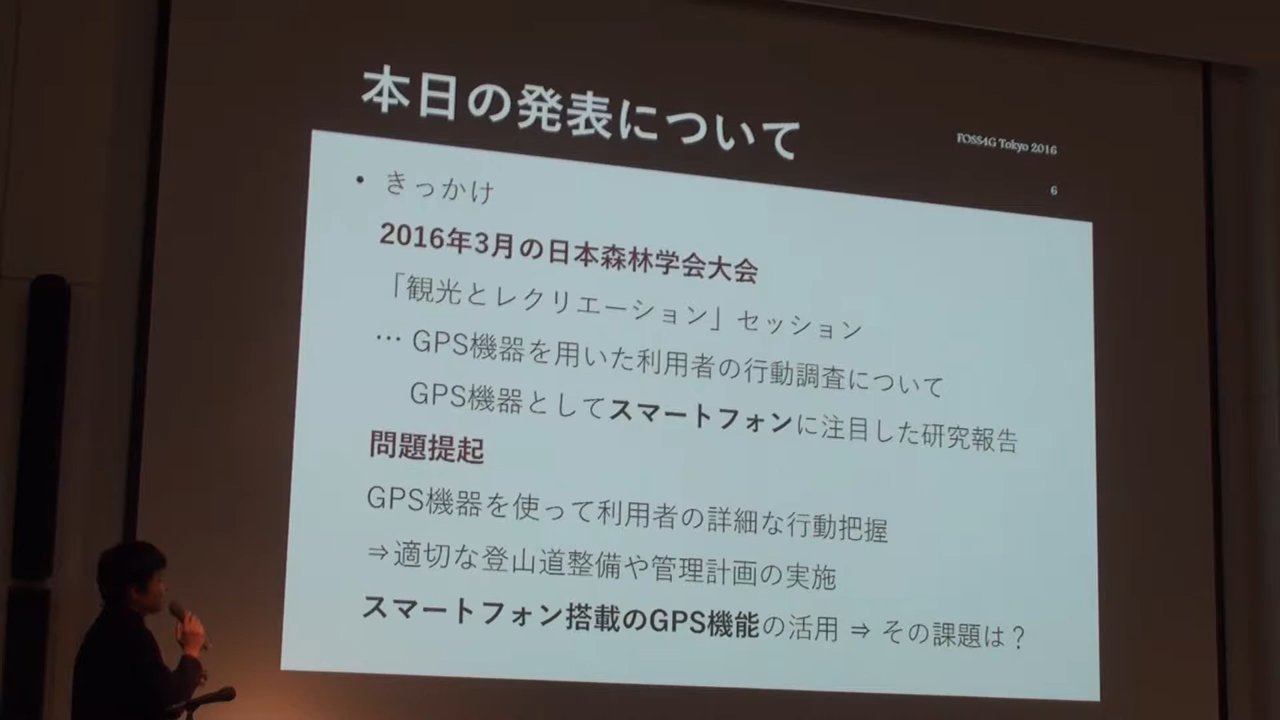 本日の発表について
FOSS4G Tokyo 2016
6
• きっかけ
2016年3月の日本森林学会大会
「観光とレクリエーション」セッション
… GPS機器を用いた利用者の行動調査について
GPS機器としてスマートフォンに注目した研究報告
問題提起
GPS機器を使って利用者の詳細な行動把握
⇒適切な登山道整備や管理計画の実施
スマートフォン搭載のGPS機能の活用 ⇒ その課題は？